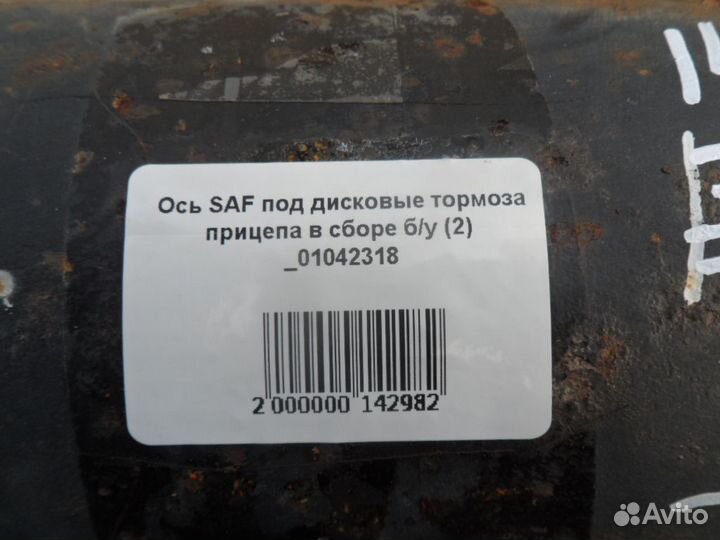 Ось SAF под дисковые тормоза
прицепа в сборе б/у (2)
_01042318
2 000000 142982
Avito